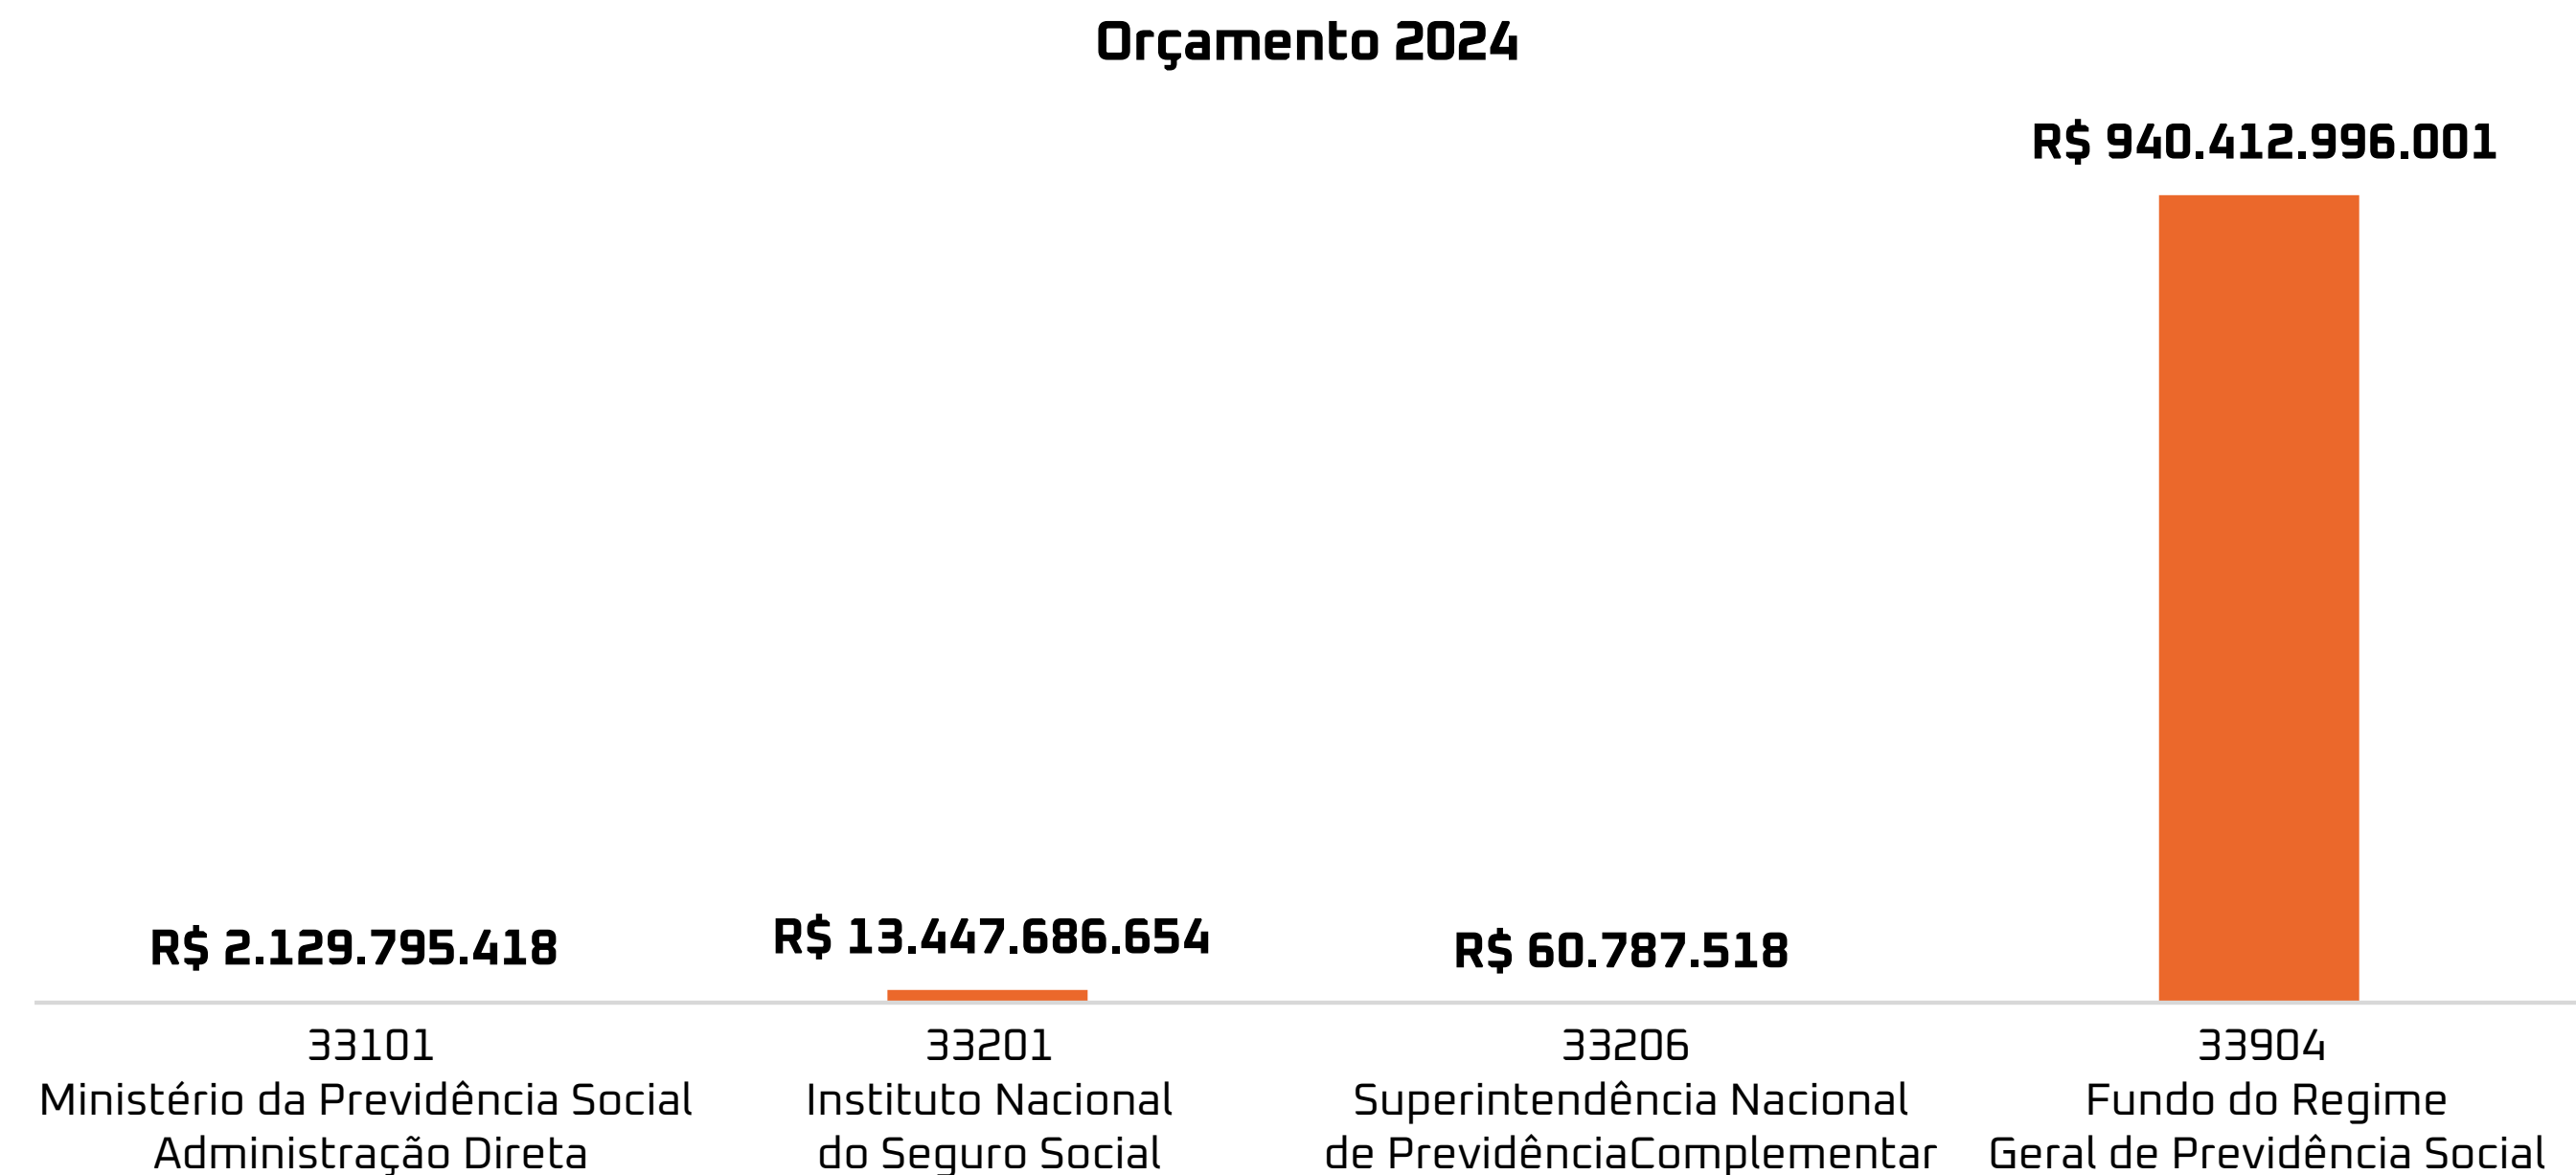 Orçamento 2024
R$ 940.412.996.001
R$ 2.129.795.418
R$ 13.447.686.654
R$ 60.787.518
33101
Ministério da Previdência Social
Administração Direta
33201
Instituto Nacional
do Seguro Social
33206
Superintendência Nacional
de PrevidênciaComplementar
33904
Fundo do Regime
Geral de Previdência Social